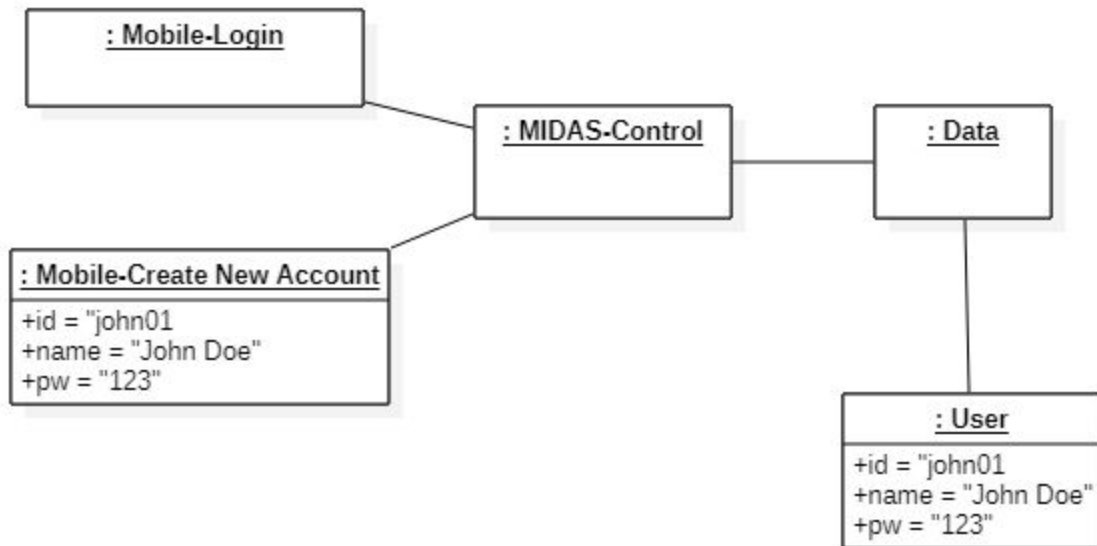 : Mobile-Login
: MIDAS-Control
: Data
: Mobile-Create New Account
+id = "john01
+name = "John Doe"
+pw = "123"
: User
+id = "john01
+name = "John Doe"
+pw = "123"